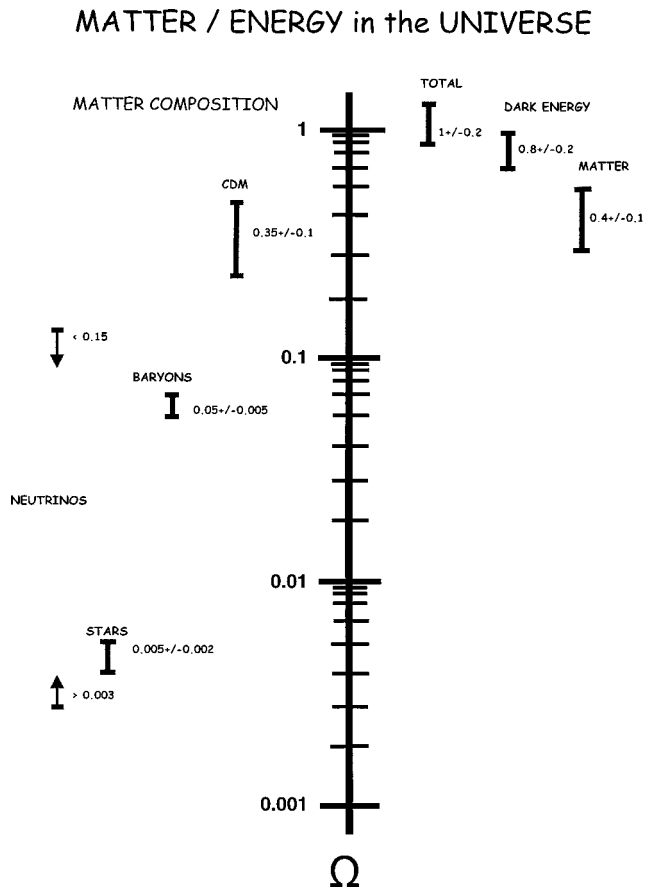 MATTER / ENERGY in the UNIVERSE
TOTAL
MATTER COMPOSITION
DARK ENERGY
1
1+/-0.2
0.8+/-0.2
MATTER
CDM
0.35+/-0.1
0.4+/-0.1
< 0.15
0.1
BARYONS
0.05+/-0.005
NEUTRINOS
0.01
STARS
0.005+/-0.002
> 0.003
0.001
Ω